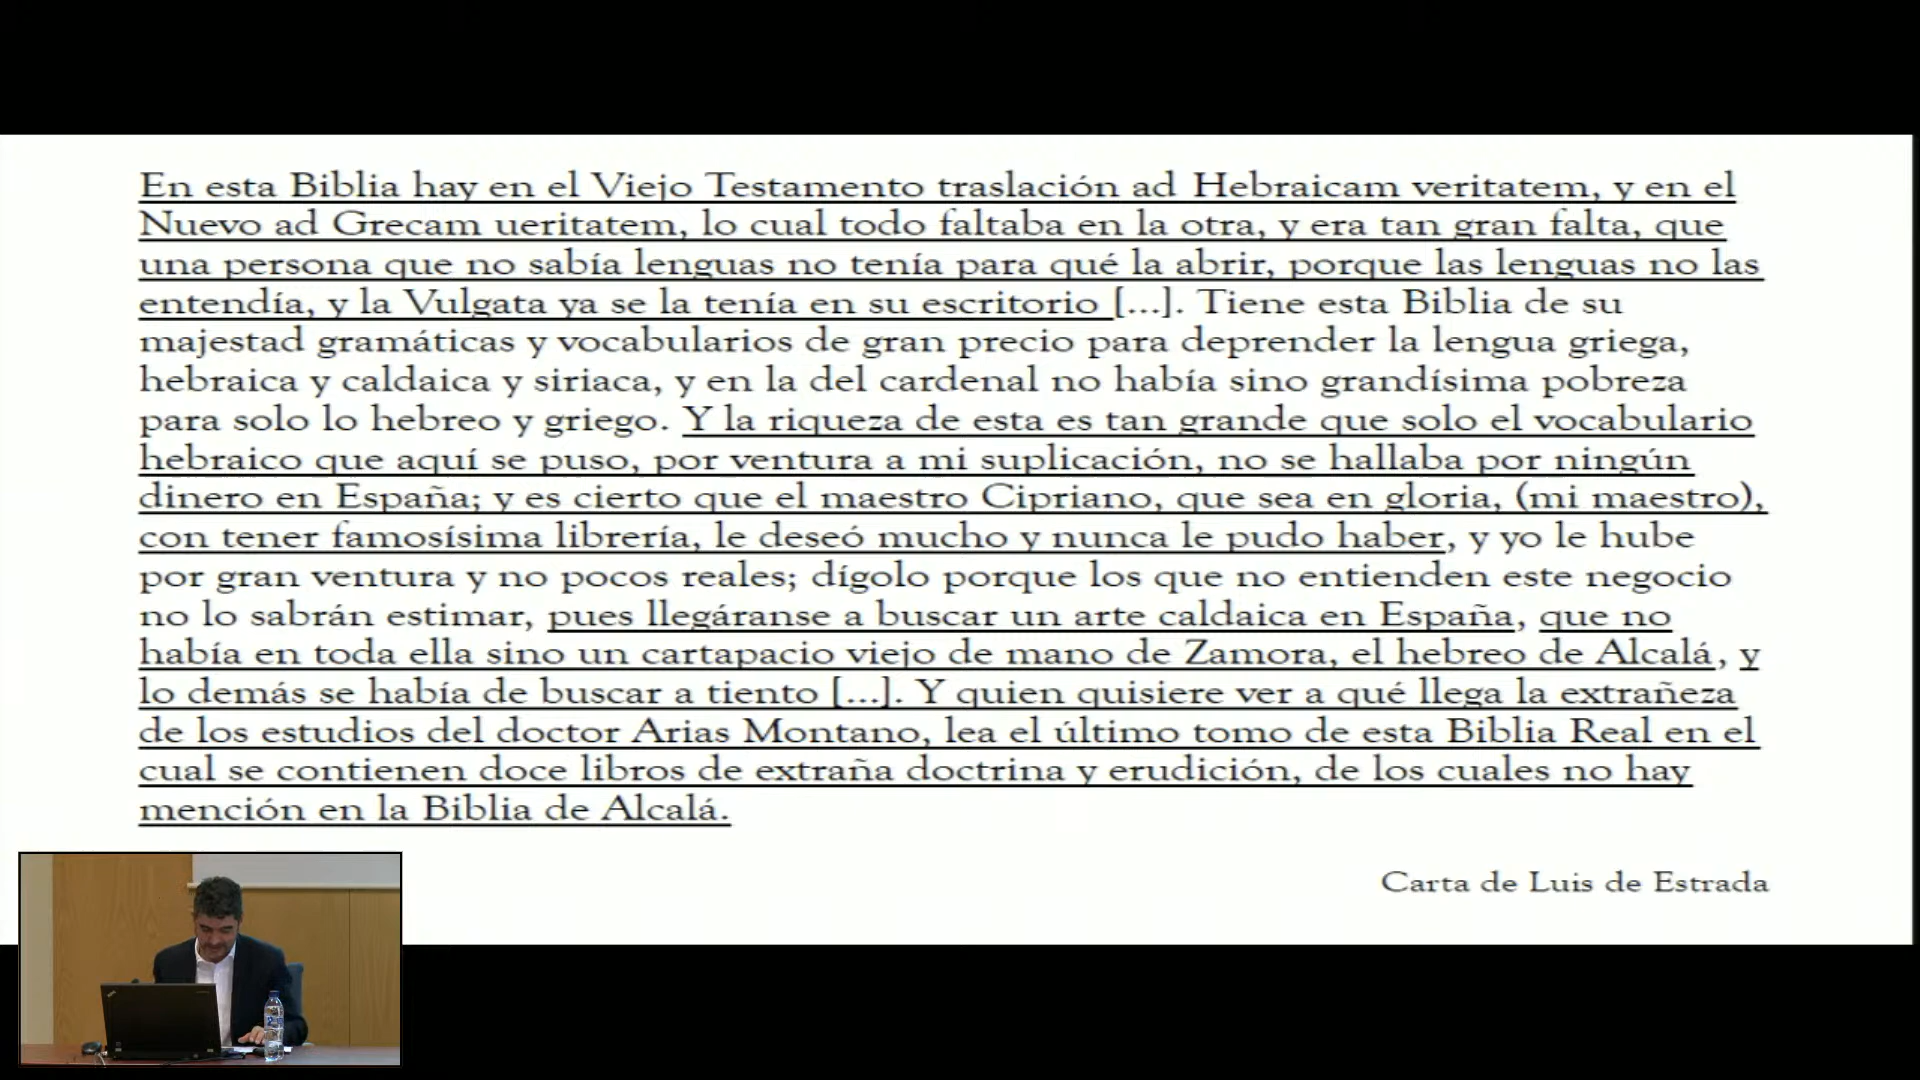 En esta Biblia hay en el Viejo Testamento traslación ad Hebraicam veritatem, y en el
Nuevo ad Grecam ueritatem, lo cual todo faltaba en la otra, y era tan gran falta, que
una persona que no sabía lenguas no tenía para qué la abrir, porque las lenguas no las
entendía, y la Vulgata ya se la tenía en su escritorio [...]. Tiene esta Biblia de su
majestad gramáticas y vocabularios de gran precio para deprender la lengua griega,
hebraica y caldaica y siriaca, y en la del cardenal no había sino grandísima pobreza
para solo lo hebreo y griego. Y la riqueza de esta es tan grande que solo el vocabulario
hebraico que aquí se puso, por ventura a mi suplicación, no se hallaba por ningún
dinero en España; y es cierto que el maestro Cipriano, que sea en gloria, (mi maestro),
con tener famosísima librería, le deseó mucho y nunca le pudo haber, y yo le hube
por gran ventura y no pocos reales; dígolo porque los que no entienden este negocio
no lo sabrán estimar, pues llegáranse a buscar un arte caldaica en España, que no
había en toda ella sino un cartapacio viejo de mano de Zamora, el hebreo de Alcalá, y
lo demás se había de buscar a tiento [...]. Y quien quisiere ver a qué llega la extrañeza
de los estudios del doctor Arias Montano, lea el último tomo de esta Biblia Real en el
cual se contienen doce libros de extraña doctrina y erudición, de los cuales no hay
mención en la Biblia de Alcalá.
Carta de Luis de Estrada